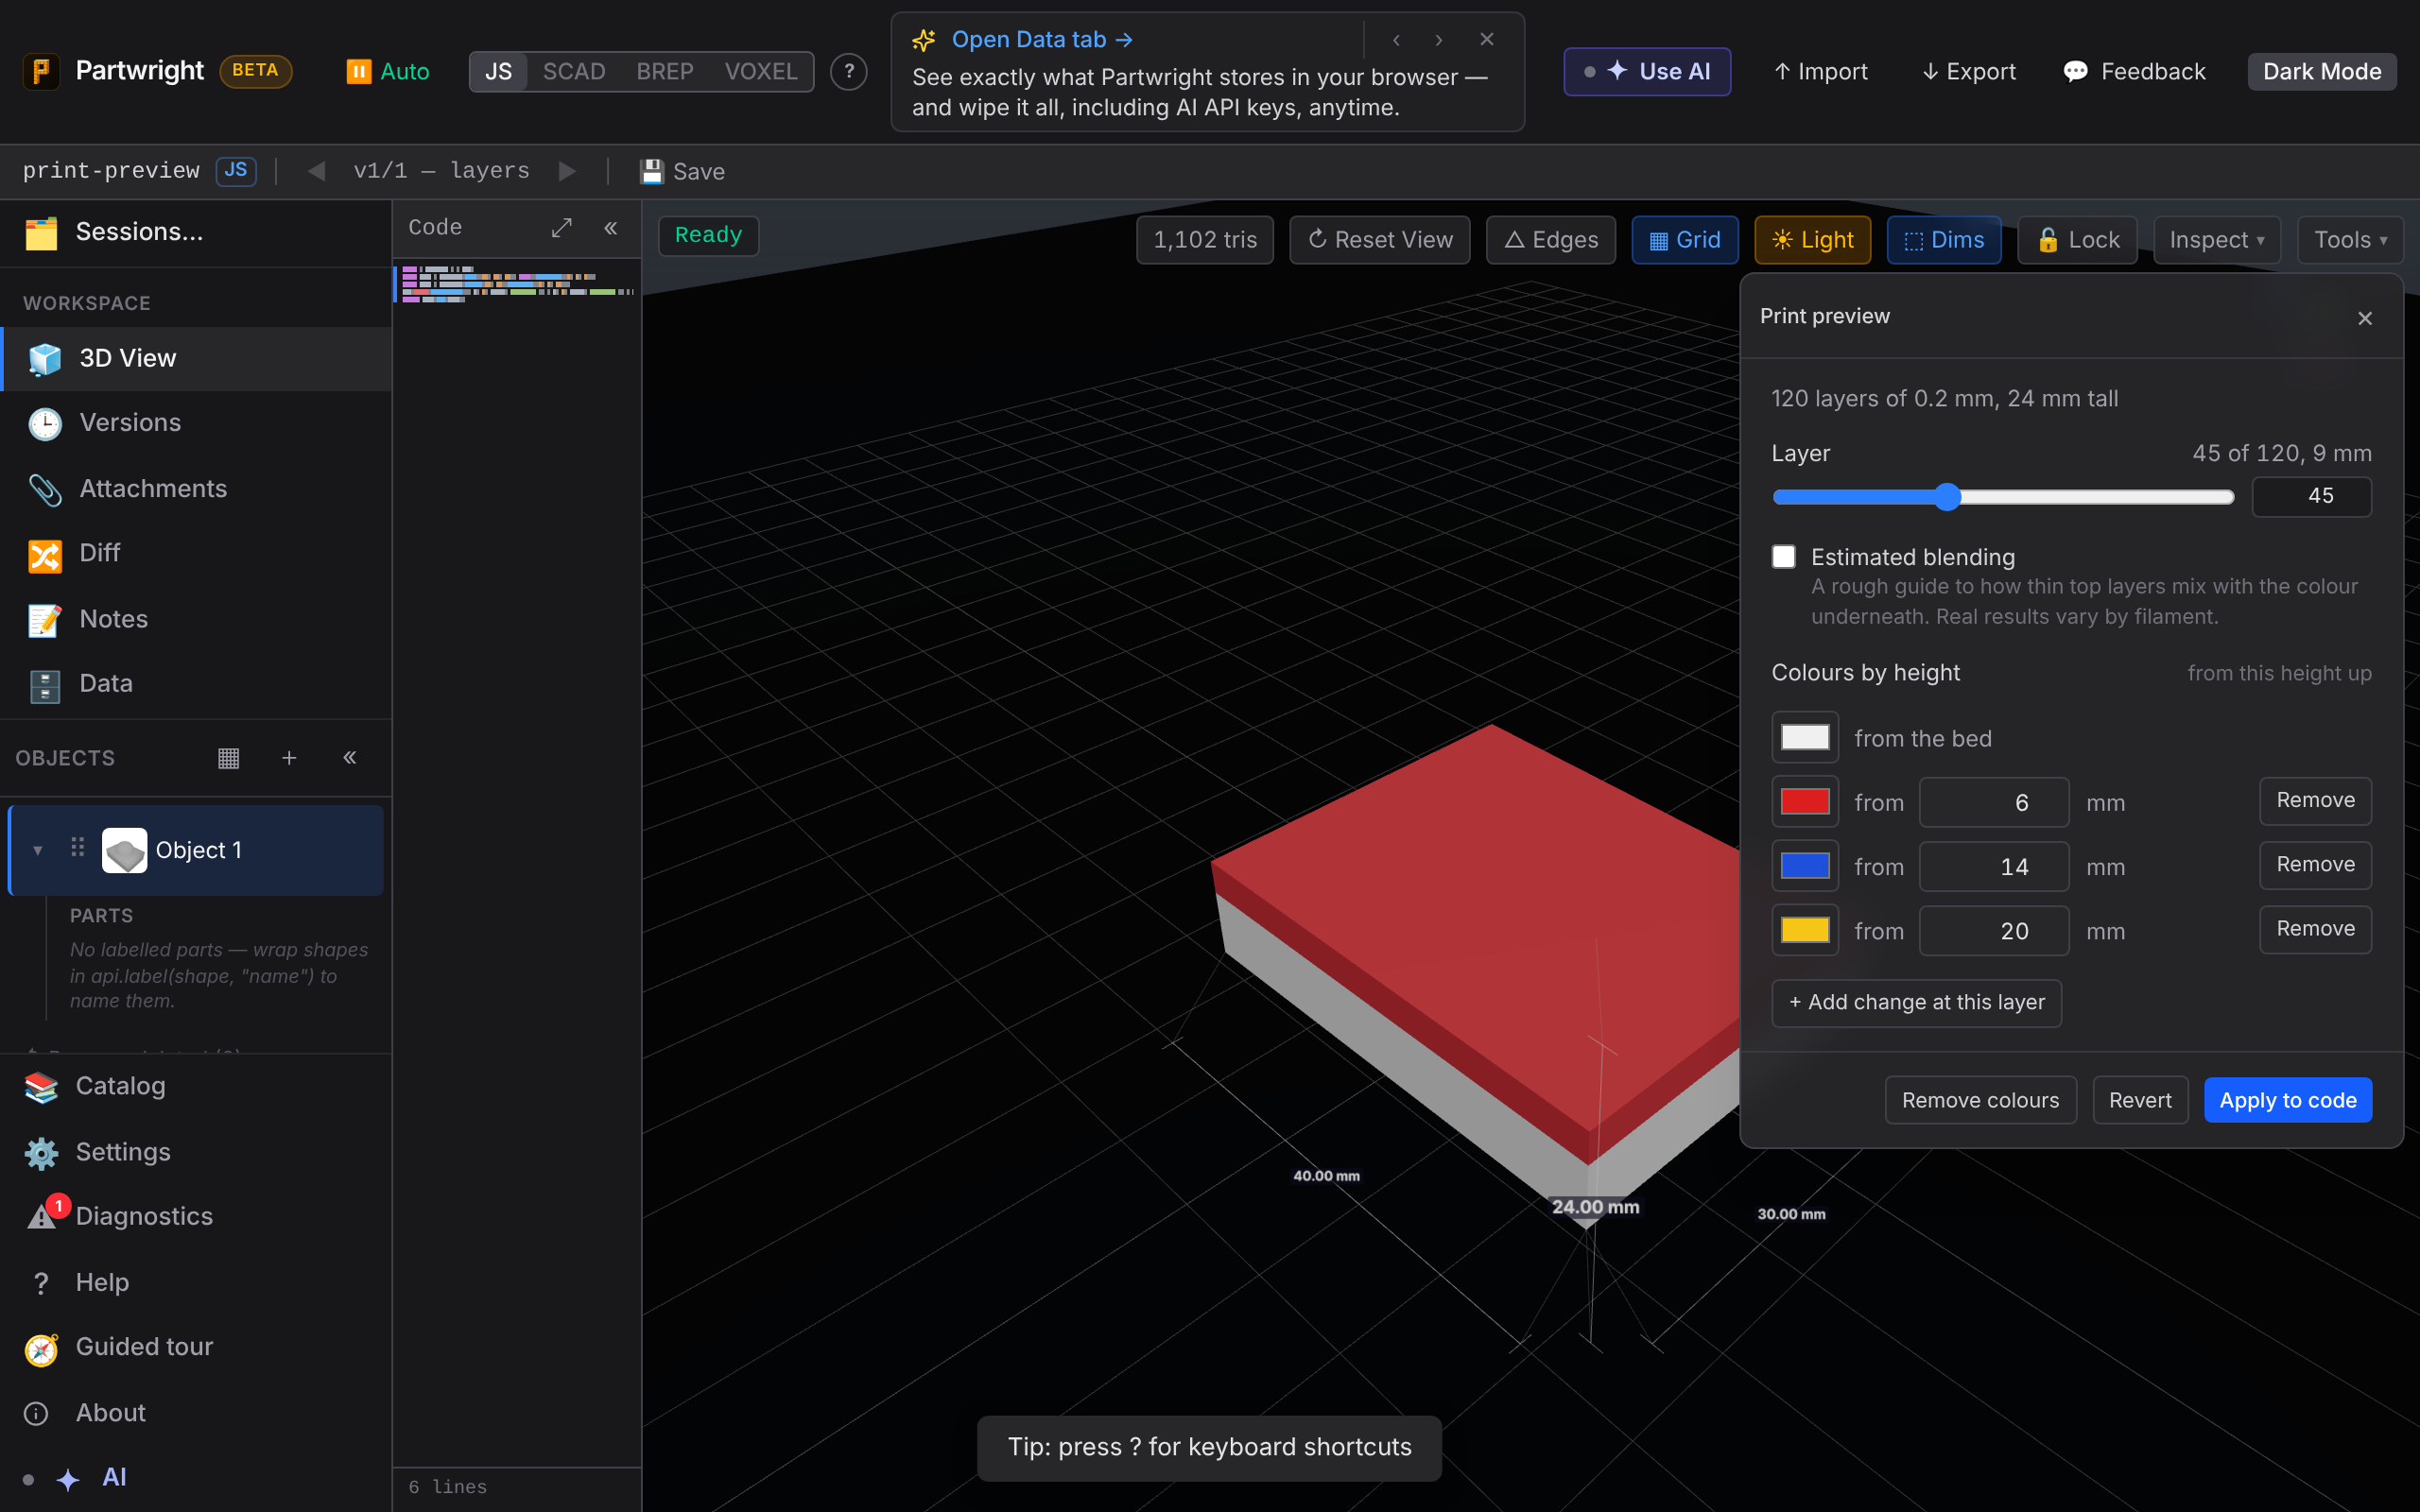 Partwright BETA
Auto
JS SCAD BREP VOXEL ?
Open Data tab →
See exactly what Partwright stores in your browser —
and wipe it all, including AI API keys, anytime.
Use AI
↑ Import
↓ Export
Feedback
Dark Mode
print-preview JS
v1/1 — layers
Save
Sessions...
WORKSPACE
3D View
Versions
Attachments
Diff
Notes
Data
OBJECTS
Object 1
PARTS
No labelled parts — wrap shapes
in api.label(shape, "name") to
name them.
Catalog
Settings
1
Diagnostics
? Help
Guided tour
About
AI
Code
6 lines
Ready
1,102 tris
Reset View
Edges
Grid
Light
Dims
Lock
Inspect
Tools
40.00 mm
24.00 mm
30.00 mm
Tip: press ? for keyboard shortcuts
Print preview
120 layers of 0.2 mm, 24 mm tall
Layer 45 of 120, 9 mm
45
Estimated blending
A rough guide to how thin top layers mix with the colour
underneath. Real results vary by filament.
Colours by height from this height up
from the bed
from 6 mm Remove
from 14 mm Remove
from 20 mm Remove
+ Add change at this layer
Remove colours Revert Apply to code